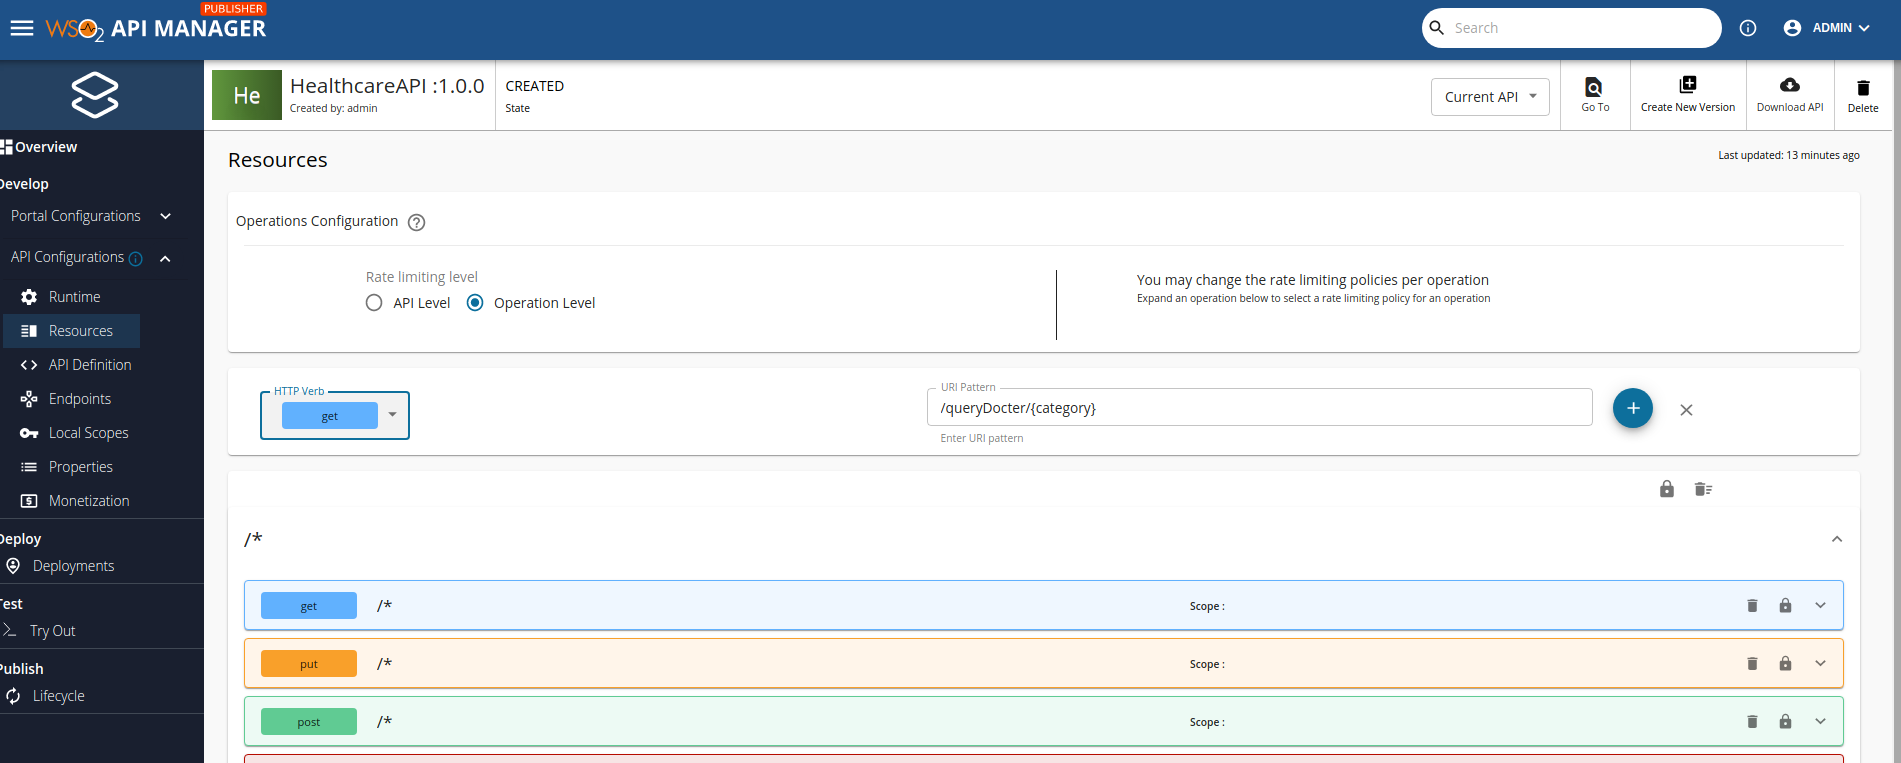 PUBLISHER
WSO2 API MANAGER
Search
ADMIN
He
HealthcareAPI :1.0.0
Created by: admin
CREATED
State
Current API
Go To
Create New Version
Download API
Delete
Overview
Develop
Portal Configurations
API Configurations
Runtime
Resources
API Definition
Endpoints
Local Scopes
Properties
Monetization
Deploy
Deployments
Test
Try Out
Publish
Lifecycle
Resources
Last updated: 13 minutes ago
Operations Configuration
Rate limiting level
API Level
Operation Level
You may change the rate limiting policies per operation
Expand an operation below to select a rate limiting policy for an operation
HTTP Verb
get
URI Pattern
/queryDocter/{category}
Enter URI pattern
/*
get /* Scope :
put /* Scope :
post /* Scope :